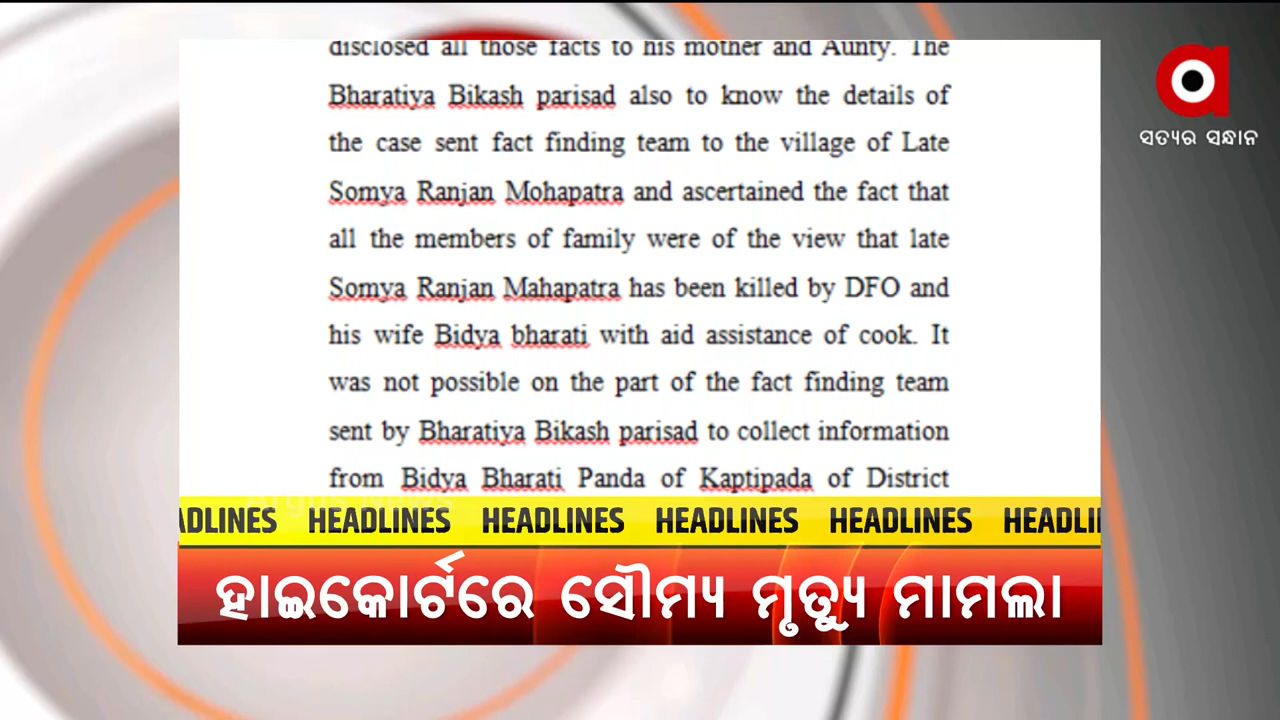 disclosed all those facts to his mother and Aunty. The
Bharatiya Bikash parisad also to know the details of
the case sent fact finding team to the village of Late
Somya Ranjan Mohapatra and ascertained the fact that
all the members of family were of the view that late
Somya Ranjan Mahapatra has been killed by DFO and
his wife Bidya bharati with aid assistance of cook. It
was not possible on the part of the fact finding team
sent by Bharatiya Bikash parisad to collect information
from Bidya Bharati Panda of Kaptipada of District
ସତ୍ୟର ସନ୍ଧାନ
Argus News
ADLINES HEADLINES HEADLINES HEADLINES HEADLINES HEADLI
ହାଇକୋର୍ଟରେ ସୌମ୍ୟ ମୃତ୍ୟୁ ମାମଲା